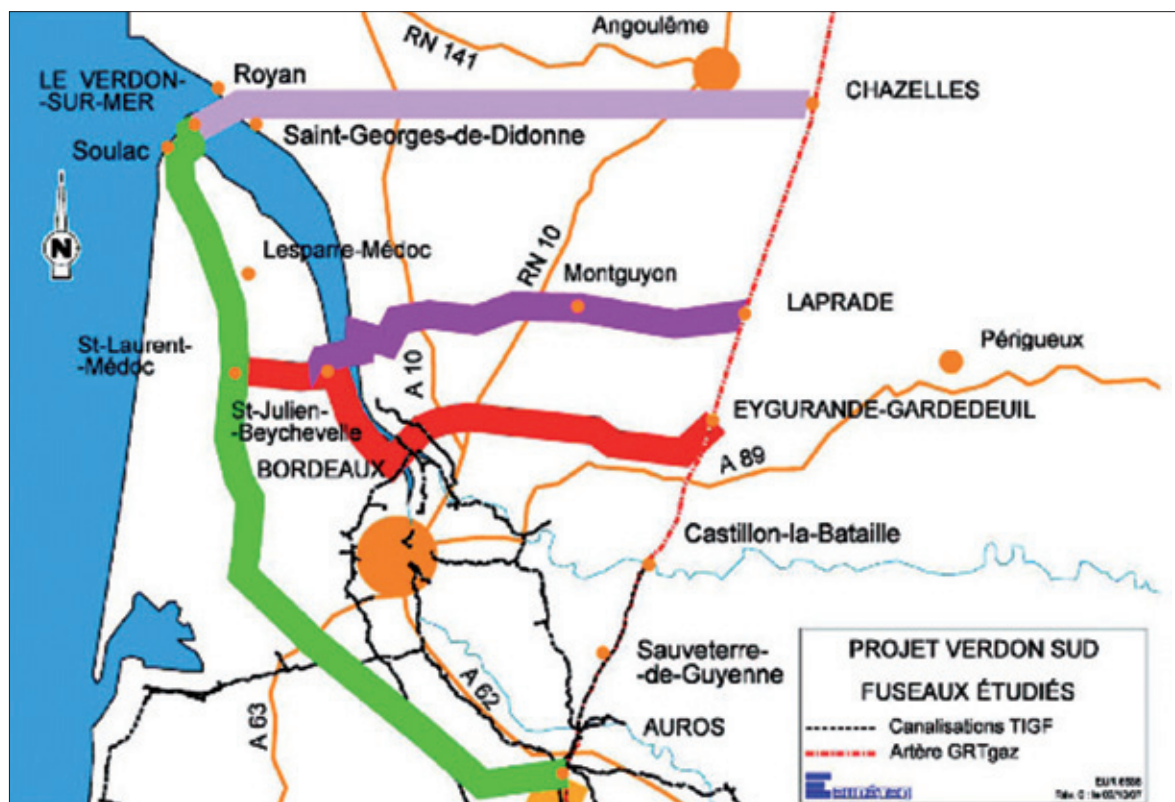 Angoulême
RN 141
LE VERDON-
-SUR-MER
Royan
CHAZELLES
Saint-Georges-de-Didonne
Soulac
N
Lesparre-Médoc
RN 10
Montguyon
LAPRADE
St-Laurent-
-Médoc
A 10
Périgueux
St-Julien-
-Beychevelle
EYGURANDE-GARDEDEUIL
BORDEAUX
A 89
Castillon-la-Bataille
Sauveterre-
-de-Guyenne
A 62
A 63
AUROS
PROJET VERDON SUD
FUSEAUX ÉTUDIÉS
Canalisations TIGF
Artère GRTgaz